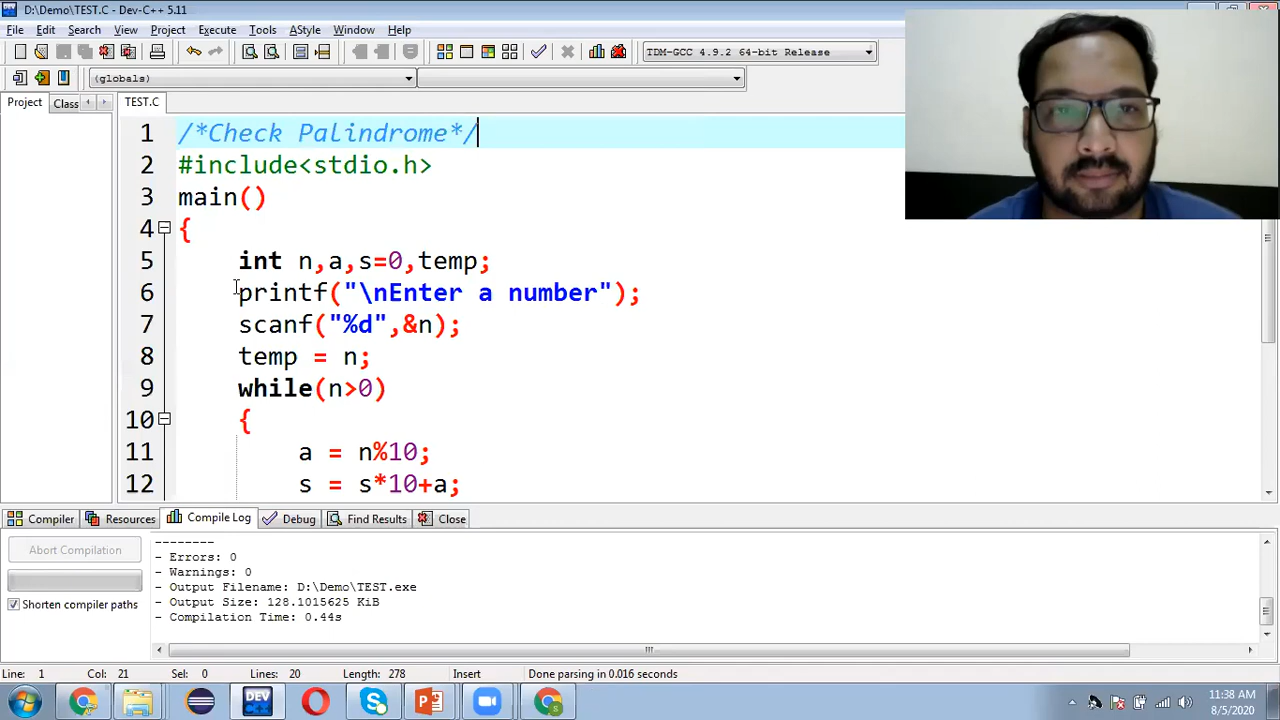 D:\Demo\TEST.C - Dev-C++ 5.11
File Edit Search View Project Execute Tools AStyle Window Help
TDM-GCC 4.9.2 64-bit Release
(globals)
Project Class TEST.C
1 /*Check Palindrome*/
2 #include<stdio.h>
3 main()
4 {
5 int n,a,s=0,temp;
6 printf("\nEnter a number");
7 scanf("%d",&n);
8 temp = n;
9 while(n>0)
10 {
11 a = n%10;
12 s = s*10+a;
Compiler Resources Compile Log Debug Find Results Close
Abort Compilation
Shorten compiler paths
--------
- Errors: 0
- Warnings: 0
- Output Filename: D:\Demo\TEST.exe
- Output Size: 128.1015625 KiB
- Compilation Time: 0.44s
Line: 1 Col: 21 Sel: 0 Lines: 20 Length: 278 Insert Done parsing in 0.016 seconds
DEV C++
11:38 AM
8/5/2020